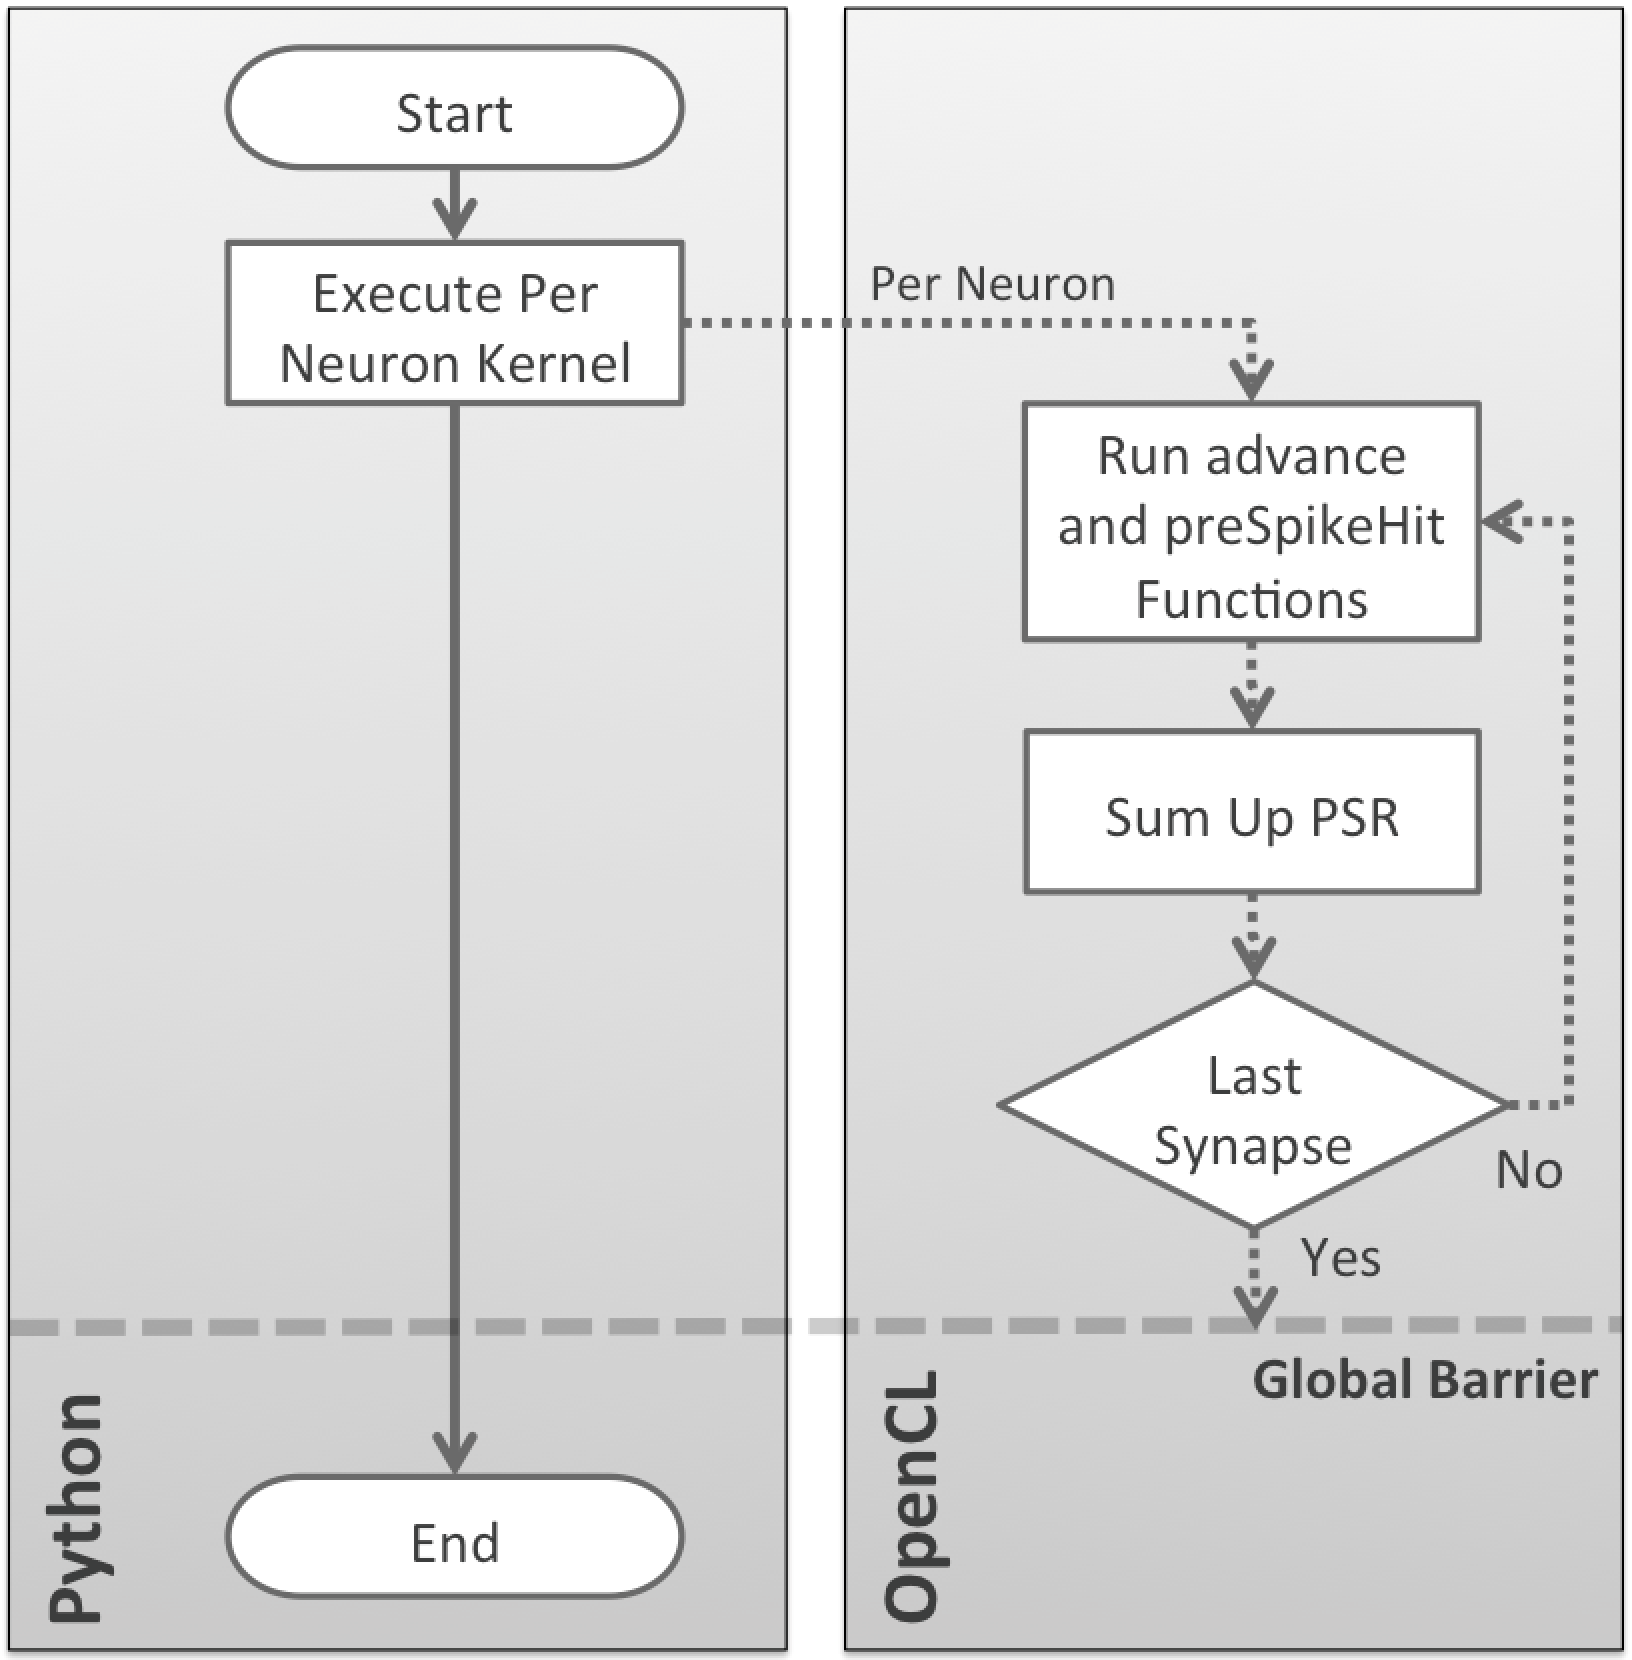 Start
Execute Per
Neuron Kernel
End
Python
Per Neuron
Run advance
and preSpikeHit
Functions
Sum Up PSR
Last
Synapse
No
Yes
Global Barrier
OpenCL